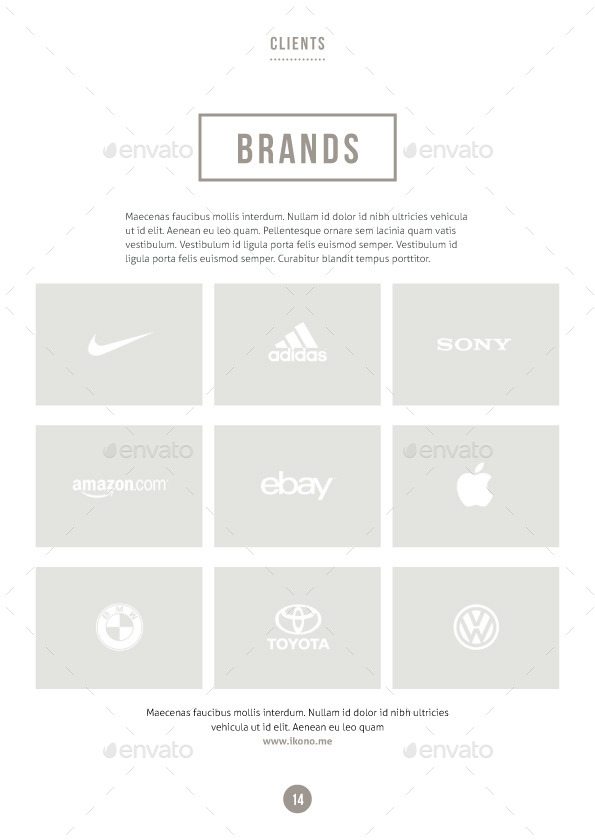 CLIENTS
BRANDS
envato envato
Maecenas faucibus mollis interdum. Nullam id dolor id nibh ultricies vehicula
ut id elit. Aenean eu leo quam. Pellentesque ornare sem lacinia quam vatis
vestibulum. Vestibulum id ligula porta felis euismod semper. Vestibulum id
ligula porta felis euismod semper. Curabitur blandit tempus porttitor.
adidas SONY
envato envato
amazon.com ebay
BMW TOYOTA VW
Maecenas faucibus mollis interdum. Nullam id dolor id nibh ultricies
vehicula ut id elit. Aenean eu leo quam
www.ikono.me
envato envato
14